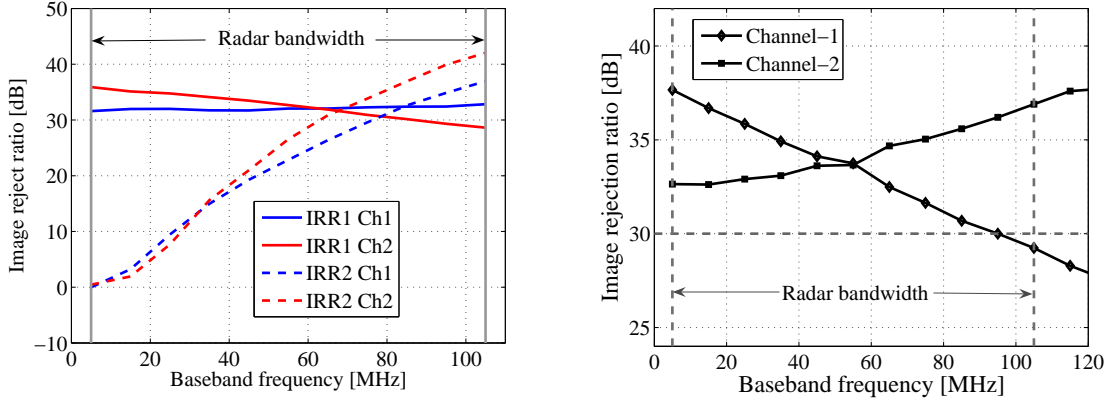 50
40
30
20
10
0
−10
Image reject ratio [dB]
Radar bandwidth
IRR1 Ch1
IRR1 Ch2
IRR2 Ch1
IRR2 Ch2
0 20 40 60 80 100
Baseband frequency [MHz]
40
35
30
25
Image rejection ratio [dB]
Channel−1
Channel−2
Radar bandwidth
0 20 40 60 80 100 120
Baseband frequency [MHz]